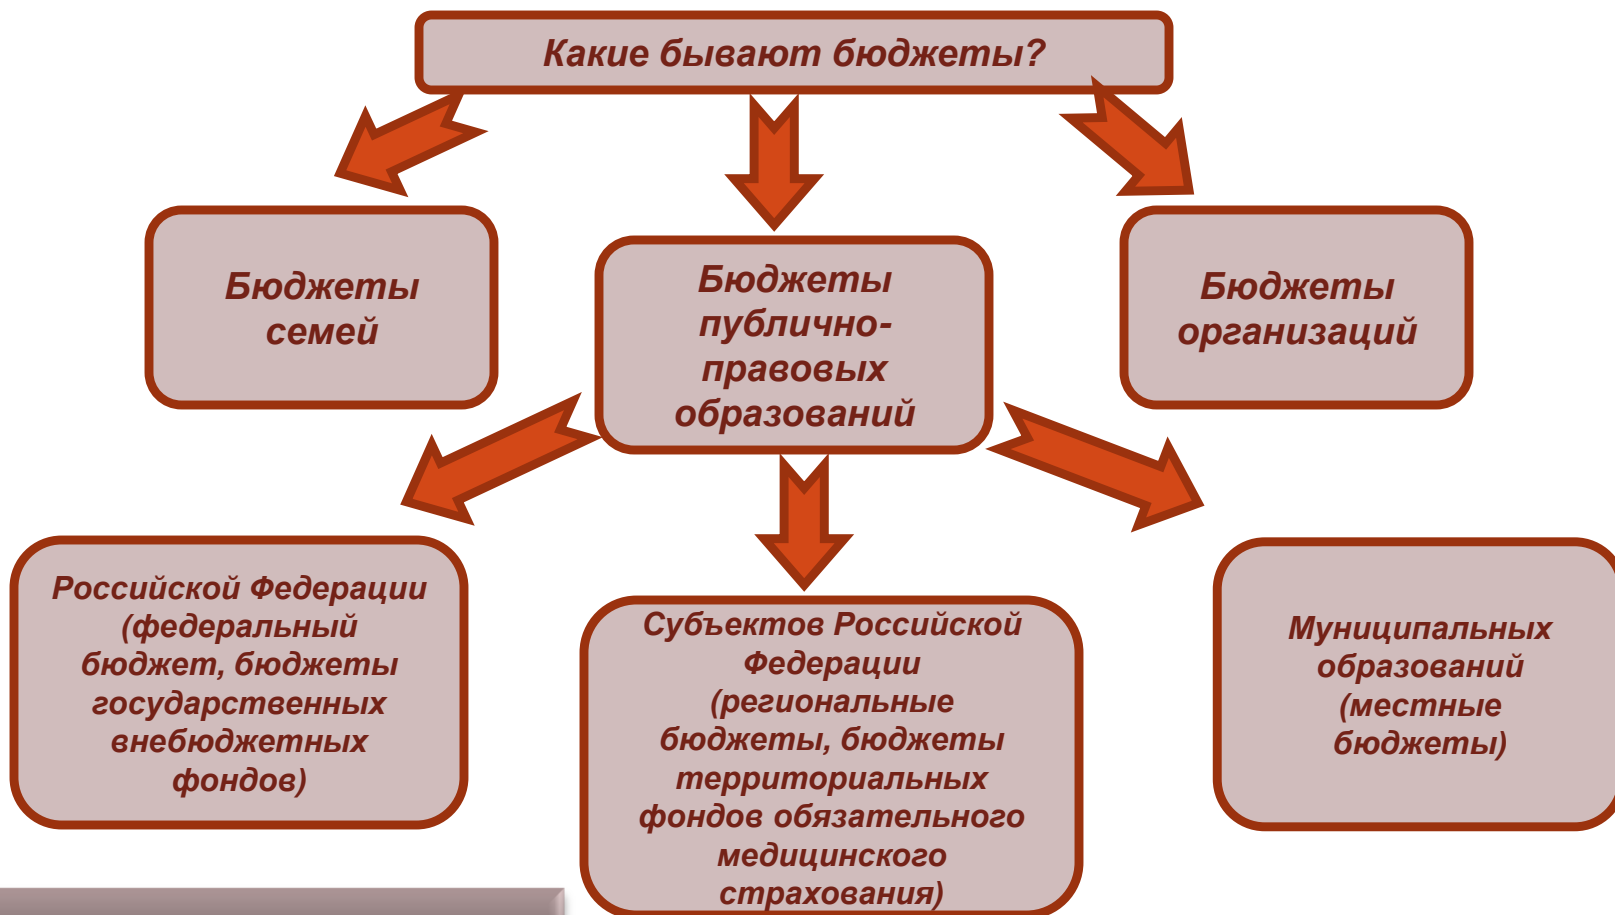 Какие бывают бюджеты?
Бюджеты
семей
Бюджеты
публично-
правовых
образований
Бюджеты
организаций
Российской Федерации
(федеральный
бюджет, бюджеты
государственных
внебюджетных
фондов)
Субъектов Российской
Федерации
(региональные
бюджеты, бюджеты
территориальных
фондов обязательного
медицинского
страхования)
Муниципальных
образований
(местные
бюджеты)